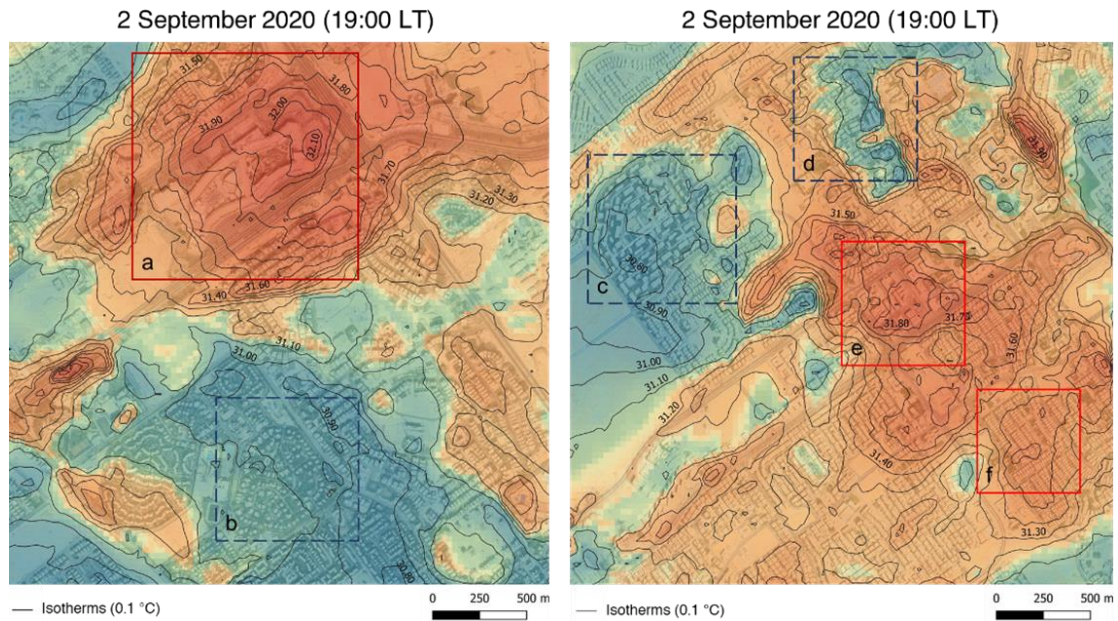 2 September 2020 (19:00 LT)
31.50
31.80
32.00
31.90
32.10
31.70
31.30
31.20
a
31.60
31.40
31.10
31.00
30.90
b
30.80
Isotherms (0.1 °C)
0 250 500 m
2 September 2020 (19:00 LT)
d
31.90
31.50
30.80
c
30.90
31.80
e
31.60
31.00
31.10
31.20
31.40
f
31.30
Isotherms (0.1 °C)
0 250 500 m